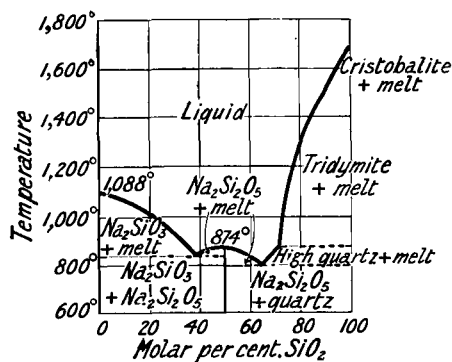 1,800°
1,600°
1,400°
1,200°
1,000°
800°
600°
Temperature
Liquid
Cristobalite
+ melt
Tridymite
+ melt
1,088°
Na₂Si₂O₅
+ melt
874°
Na₂SiO₃
+ melt
High quartz + melt
Na₂SiO₃
+ Na₂Si₂O₅
Na₂Si₂O₅
+ quartz
0 20 40 60 80 100
Molar per cent. SiO₂